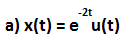 a) x(t) = e^-2t u(t)